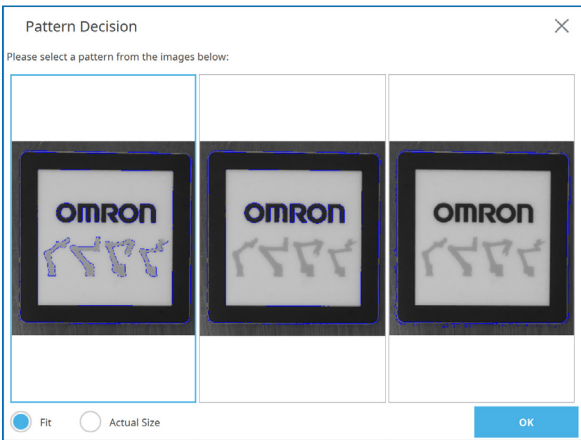 Pattern Decision
Please select a pattern from the images below:
OMRON
OMRON
OMRON
Fit
Actual Size
OK